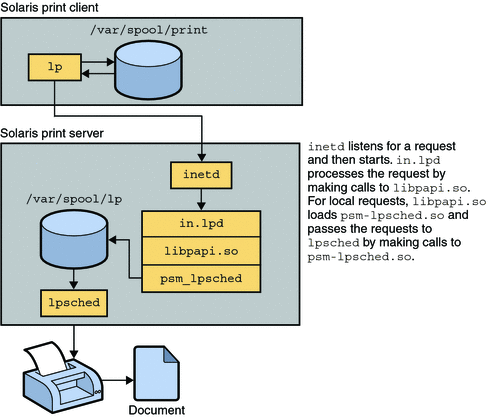 Solaris print client
/var/spool/print
lp
Solaris print server
inetd
/var/spool/lp
in.lpd
libpapi.so
psm_lpsched
lpsched
Document
inetd listens for a request
and then starts. in.lpd
processes the request by
making calls to libpapi.so.
For local requests, libpapi.so
loads psm-lpsched.so and
passes the requests to
lpsched by making calls to
psm-lpsched.so.